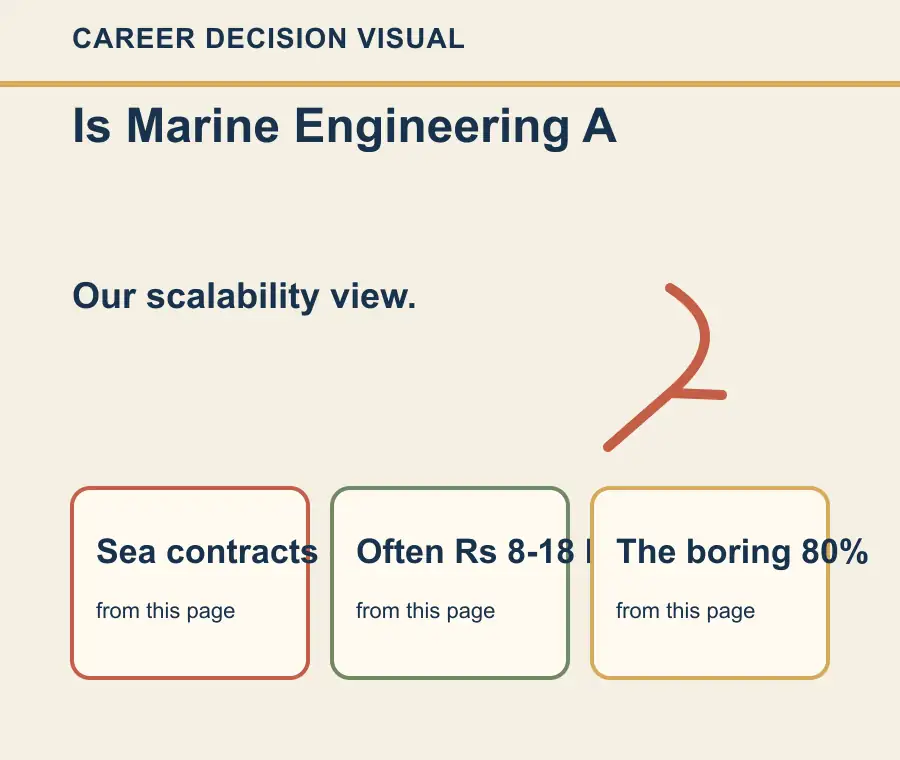 CAREER DECISION VISUAL
Is Marine Engineering A
Our scalability view.
Sea contracts
from this page
Often Rs 8-18
from this page
The boring 80%
from this page